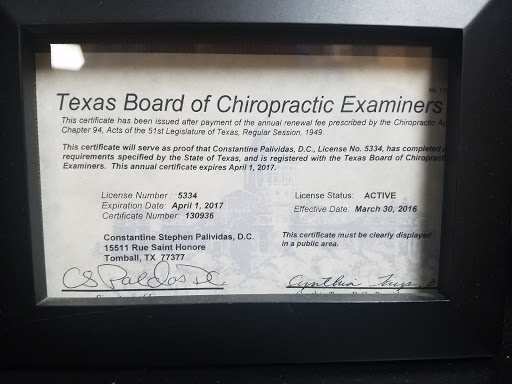 Texas Board of Chiropractic Examiners
This certificate has been issued after payment of the annual renewal fee prescribed by the Chiropractic
Chapter 94, Acts of the 51st Legislature of Texas, Regular Session, 1949.
This certificate will serve as proof that Constantine Palividas, D.C., License No. 5334, has completed
requirements specified by the State of Texas, and is registered with the Texas Board of
Examiners. This annual certificate expires April 1, 2017.
License Number : 5334
License Status: ACTIVE
Expiration Date: April 1, 2017
Effective Date: March 30, 2016
Certificate Number: 130936
Constantine Stephen Palividas, D.C.
15511 Rue Saint Honore
Tomball, TX 77377
This certificate must be clearly displayed
in a public area.
Cynthia